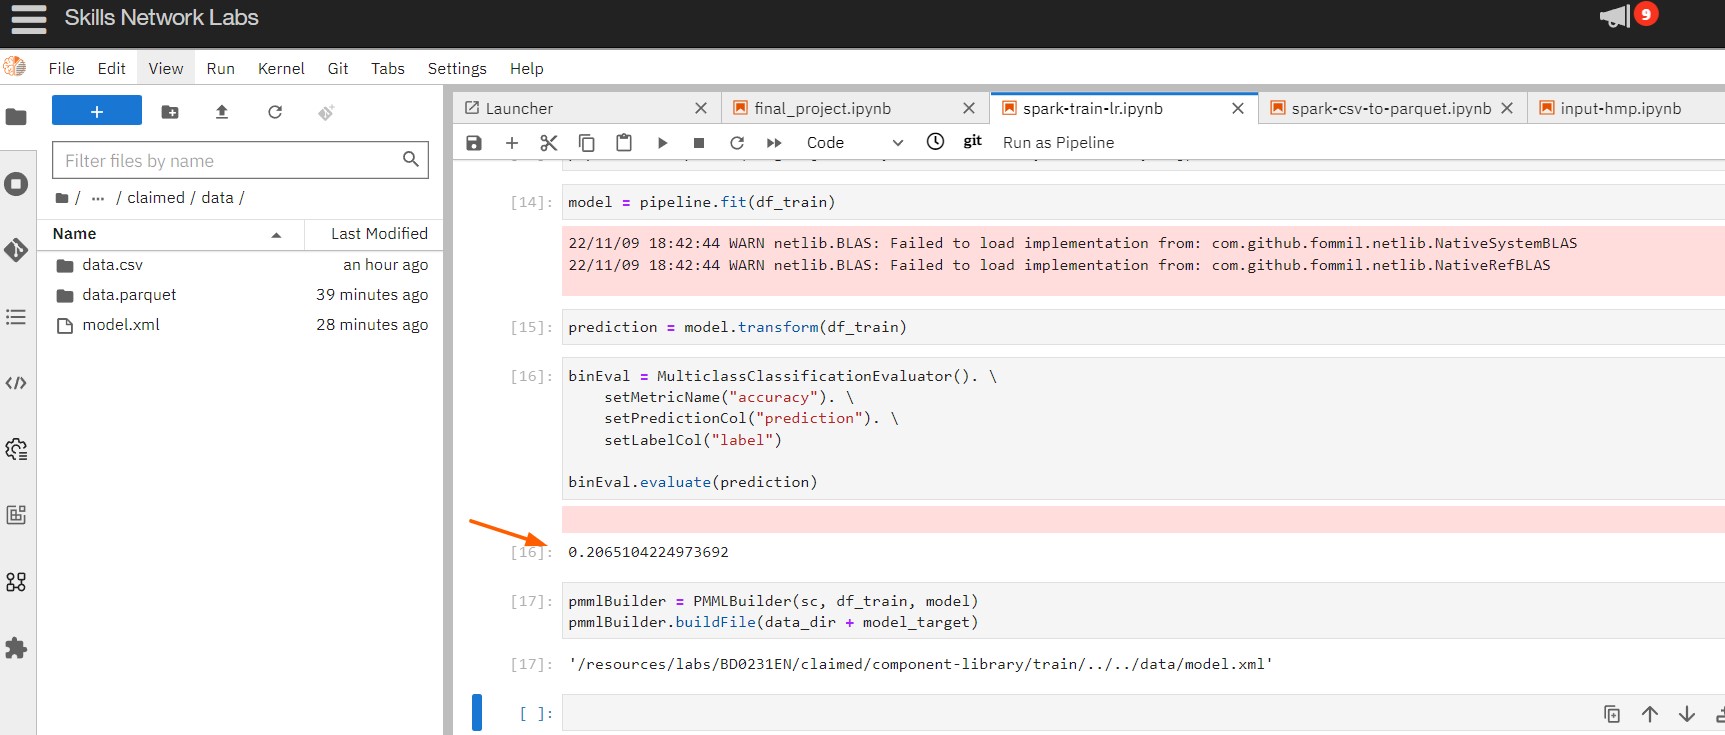 Skills Network Labs
9
File Edit View Run Kernel Git Tabs Settings Help
+
Filter files by name
/ ··· / claimed / data /
Name Last Modified
data.csv an hour ago
data.parquet 39 minutes ago
model.xml 28 minutes ago
Launcher
final_project.ipynb
spark-train-lr.ipynb
spark-csv-to-parquet.ipynb
input-hmp.ipynb
Code git Run as Pipeline
[14]: model = pipeline.fit(df_train)
22/11/09 18:42:44 WARN netlib.BLAS: Failed to load implementation from: com.github.fommil.netlib.NativeSystemBLAS
22/11/09 18:42:44 WARN netlib.BLAS: Failed to load implementation from: com.github.fommil.netlib.NativeRefBLAS
[15]: prediction = model.transform(df_train)
[16]: binEval = MulticlassClassificationEvaluator(). \
setMetricName("accuracy"). \
setPredictionCol("prediction"). \
setLabelCol("label")
binEval.evaluate(prediction)
[16]: 0.2065104224973692
[17]: pmmlBuilder = PMMLBuilder(sc, df_train, model)
pmmlBuilder.buildFile(data_dir + model_target)
[17]: '/resources/labs/BD0231EN/claimed/component-library/train/../../data/model.xml'
[ ]: